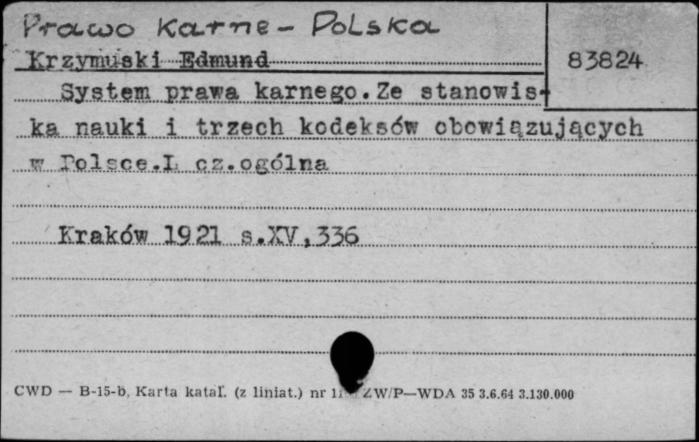 Prawo Karne - Polska
Krzymuski Edmund
83824
System prawa karnego.Ze stanowis-
ka nauki i trzech kodeksów obowiązujących
w Polsce.I cz.ogólna
Kraków 1921 s.XV,336
CWD — B-15-b, Karta katal. (z liniat.) nr ZW/P—WDA 35 3.6.64 3.130.000